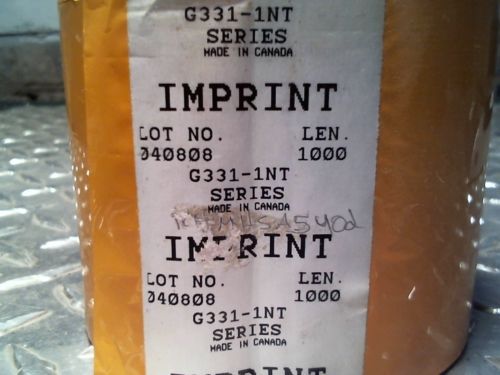 G331-1NT
SERIES
MADE IN CANADA
IMPRINT
LOT NO. LEN.
040808 1000
G331-1NT
SERIES
MADE IN CANADA
IMPRINT
LOT NO. LEN.
040808 1000
G331-1NT
SERIES
MADE IN CANADA
IMPRINT